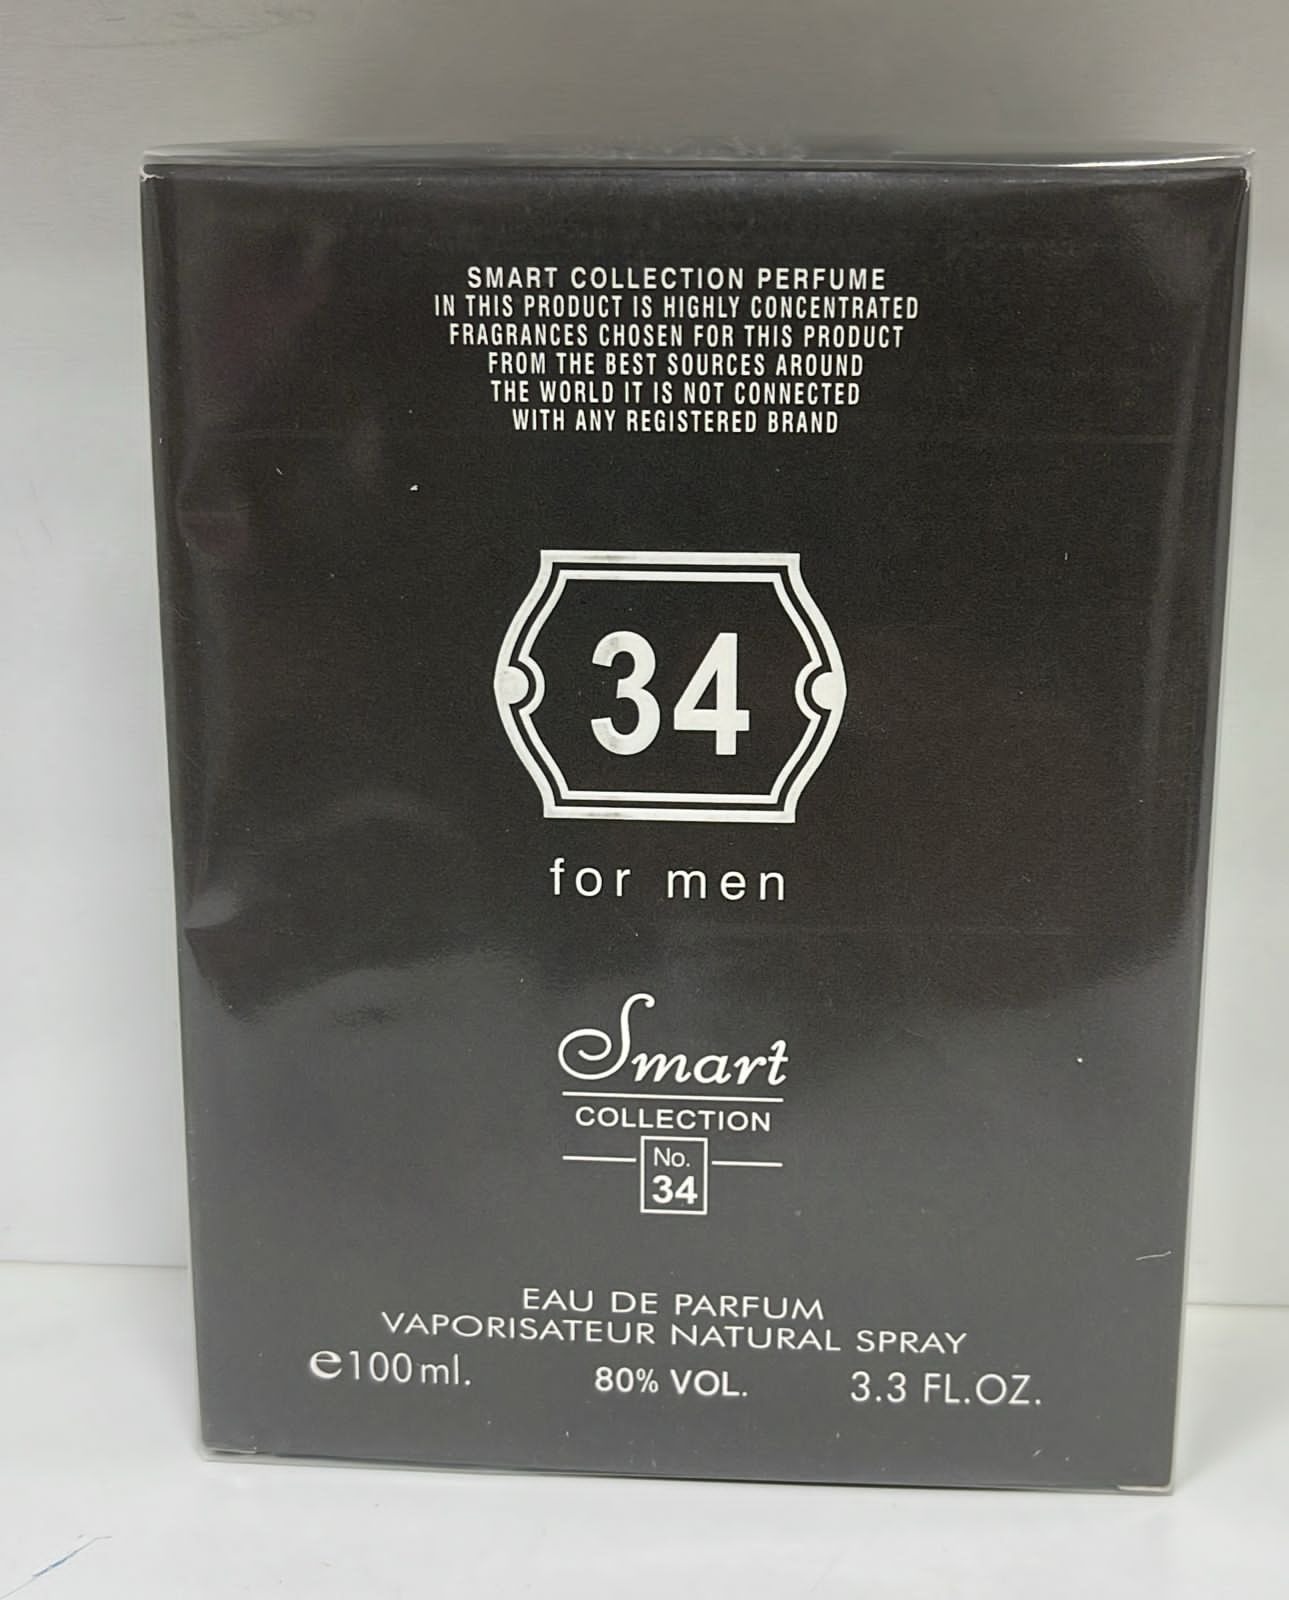 SMART COLLECTION PERFUME
IN THIS PRODUCT IS HIGHLY CONCENTRATED
FRAGRANCES CHOSEN FOR THIS PRODUCT
FROM THE BEST SOURCES AROUND
THE WORLD IT IS NOT CONNECTED
WITH ANY REGISTERED BRAND
34
for men
Smart
COLLECTION
No.
34
EAU DE PARFUM
VAPORISATEUR NATURAL SPRAY
e100ml. 80% VOL. 3.3 FL.OZ.